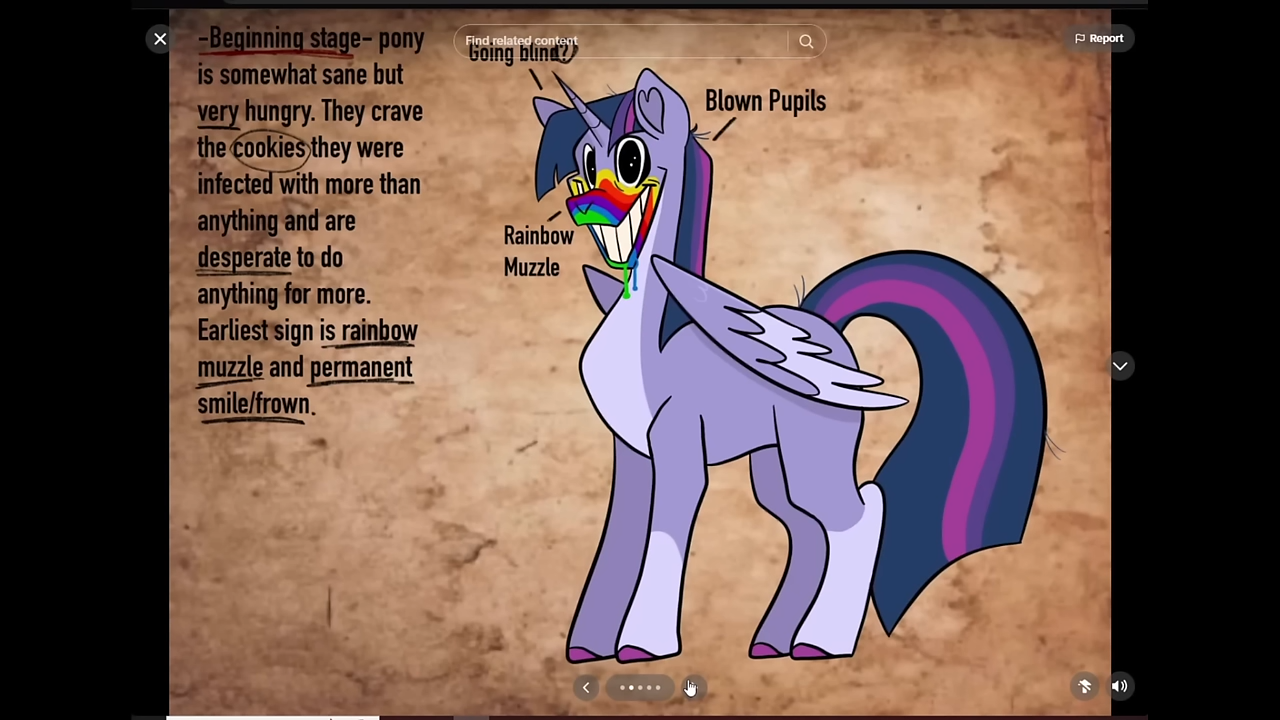 -Beginning stage- pony
is somewhat sane but
very hungry. They crave
the cookies they were
infected with more than
anything and are
desperate to do
anything for more.
Earliest sign is rainbow
muzzle and permanent
smile/frown.
Find related content
Going blind?
Report
Blown Pupils
Rainbow
Muzzle